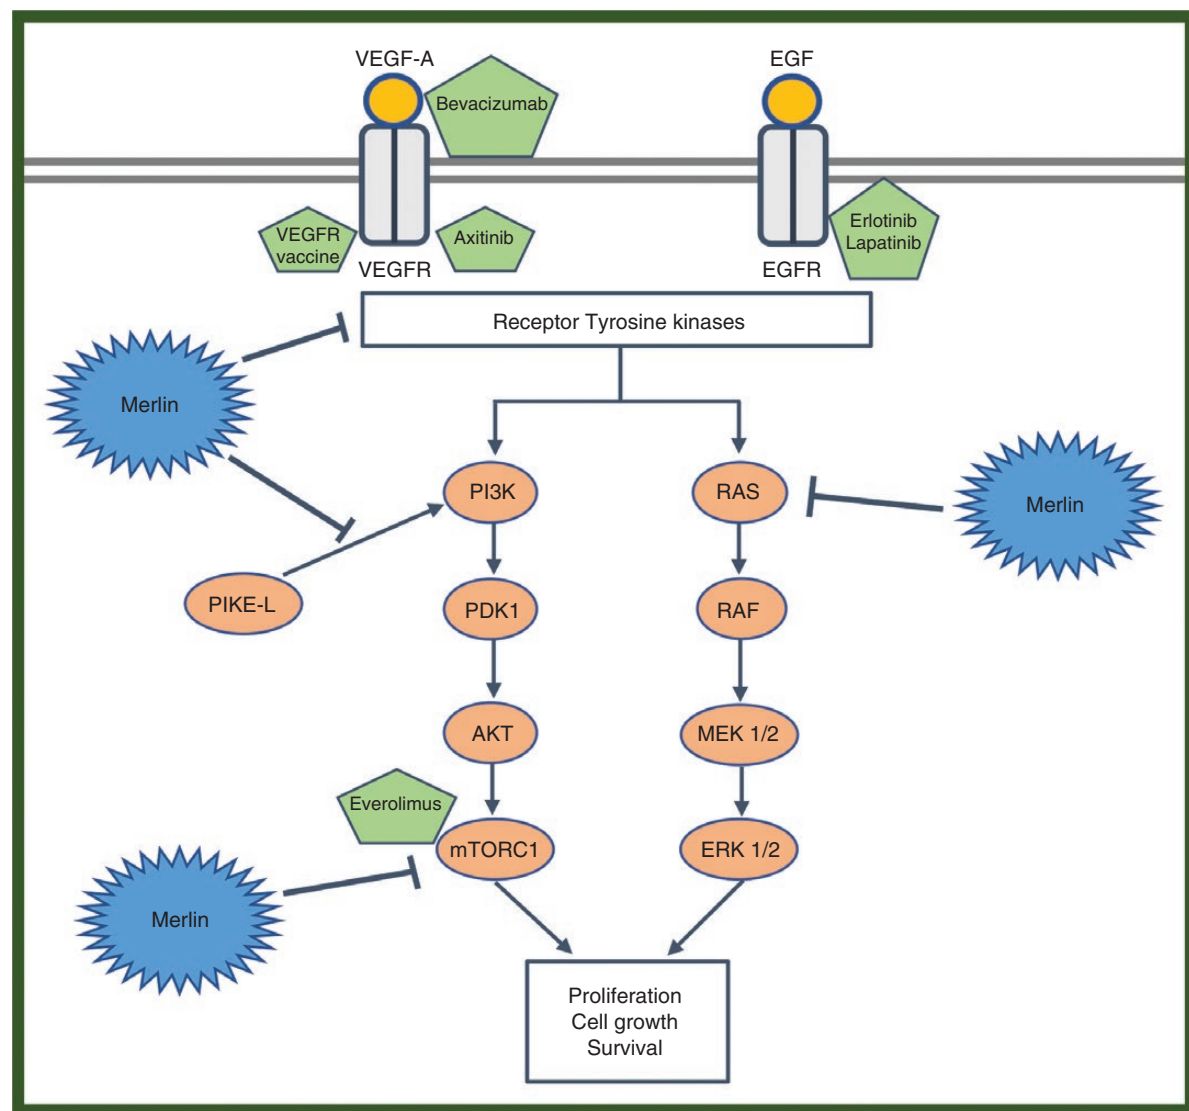 VEGF-A
EGF
Bevacizumab
VEGFR
vaccine
Axitinib
Erlotinib
Lapatinib
VEGFR
EGFR
Receptor Tyrosine kinases
Merlin
PI3K
RAS
Merlin
PIKE-L
PDK1
RAF
AKT
MEK 1/2
Everolimus
mTORC1
ERK 1/2
Merlin
Proliferation
Cell growth
Survival